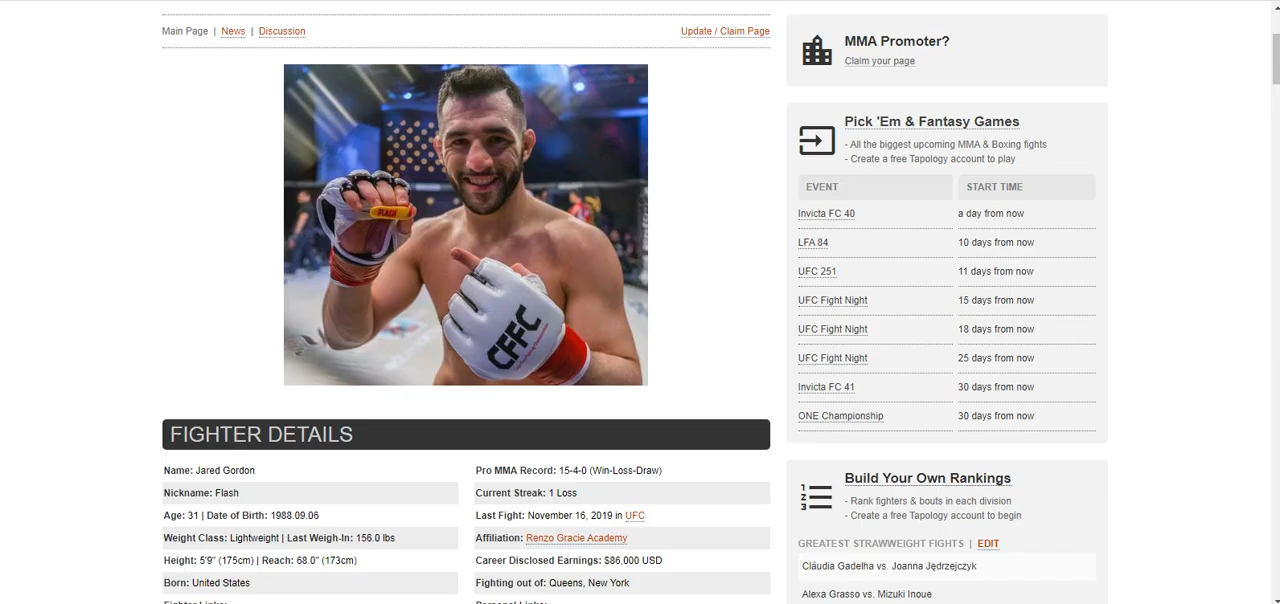 Main Page | News | Discussion
Update / Claim Page
FLASH
CFFC
FIGHTER DETAILS
Name: Jared Gordon
Pro MMA Record: 15-4-0 (Win-Loss-Draw)
Nickname: Flash
Current Streak: 1 Loss
Age: 31 | Date of Birth: 1988.09.06
Last Fight: November 16, 2019 in UFC
Weight Class: Lightweight | Last Weigh-In: 156.0 lbs
Affiliation: Renzo Gracie Academy
Height: 5'9" (175cm) | Reach: 68.0" (173cm)
Career Disclosed Earnings: $86,000 USD
Born: United States
Fighting out of: Queens, New York
Fighter Links:
Personal Links:
MMA Promoter?
Claim your page
Pick 'Em & Fantasy Games
- All the biggest upcoming MMA & Boxing fights
- Create a free Tapology account to play
EVENT START TIME
Invicta FC 40 a day from now
LFA 84 10 days from now
UFC 251 11 days from now
UFC Fight Night 15 days from now
UFC Fight Night 18 days from now
UFC Fight Night 25 days from now
Invicta FC 41 30 days from now
ONE Championship 30 days from now
Build Your Own Rankings
- Rank fighters & bouts in each division
- Create a free Tapology account to begin
GREATEST STRAWWEIGHT FIGHTS | EDIT
Cláudia Gadelha vs. Joanna Jędrzejczyk
Alexa Grasso vs. Mizuki Inoue